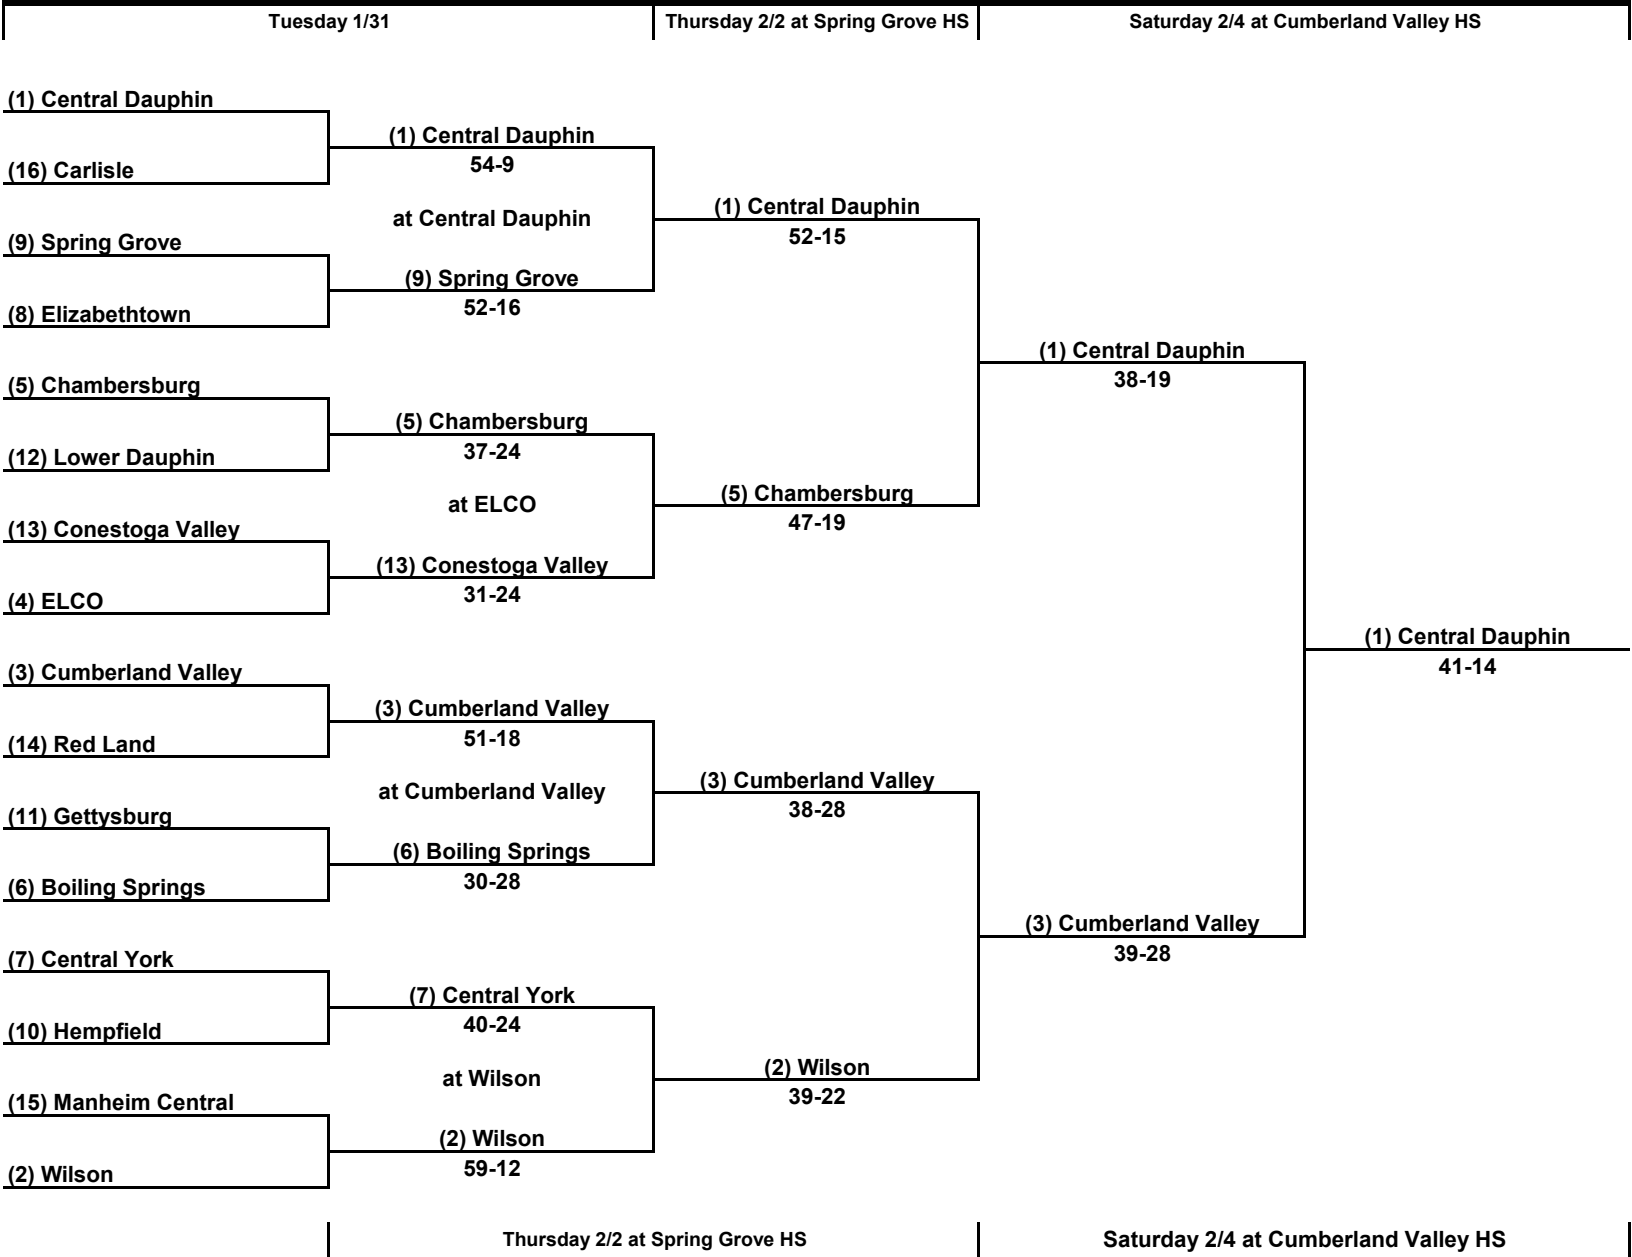 Tuesday 1/31
Thursday 2/2 at Spring Grove HS
Saturday 2/4 at Cumberland Valley HS
(1) Central Dauphin
(1) Central Dauphin
54-9
(16) Carlisle
at Central Dauphin
(1) Central Dauphin
52-15
(9) Spring Grove
(9) Spring Grove
52-16
(8) Elizabethtown
(1) Central Dauphin
38-19
(5) Chambersburg
(5) Chambersburg
37-24
(12) Lower Dauphin
at ELCO
(5) Chambersburg
47-19
(13) Conestoga Valley
(13) Conestoga Valley
31-24
(4) ELCO
(1) Central Dauphin
41-14
(3) Cumberland Valley
(3) Cumberland Valley
51-18
(14) Red Land
at Cumberland Valley
(3) Cumberland Valley
38-28
(11) Gettysburg
(6) Boiling Springs
30-28
(6) Boiling Springs
(3) Cumberland Valley
39-28
(7) Central York
(7) Central York
40-24
(10) Hempfield
at Wilson
(2) Wilson
39-22
(15) Manheim Central
(2) Wilson
59-12
(2) Wilson
Thursday 2/2 at Spring Grove HS
Saturday 2/4 at Cumberland Valley HS